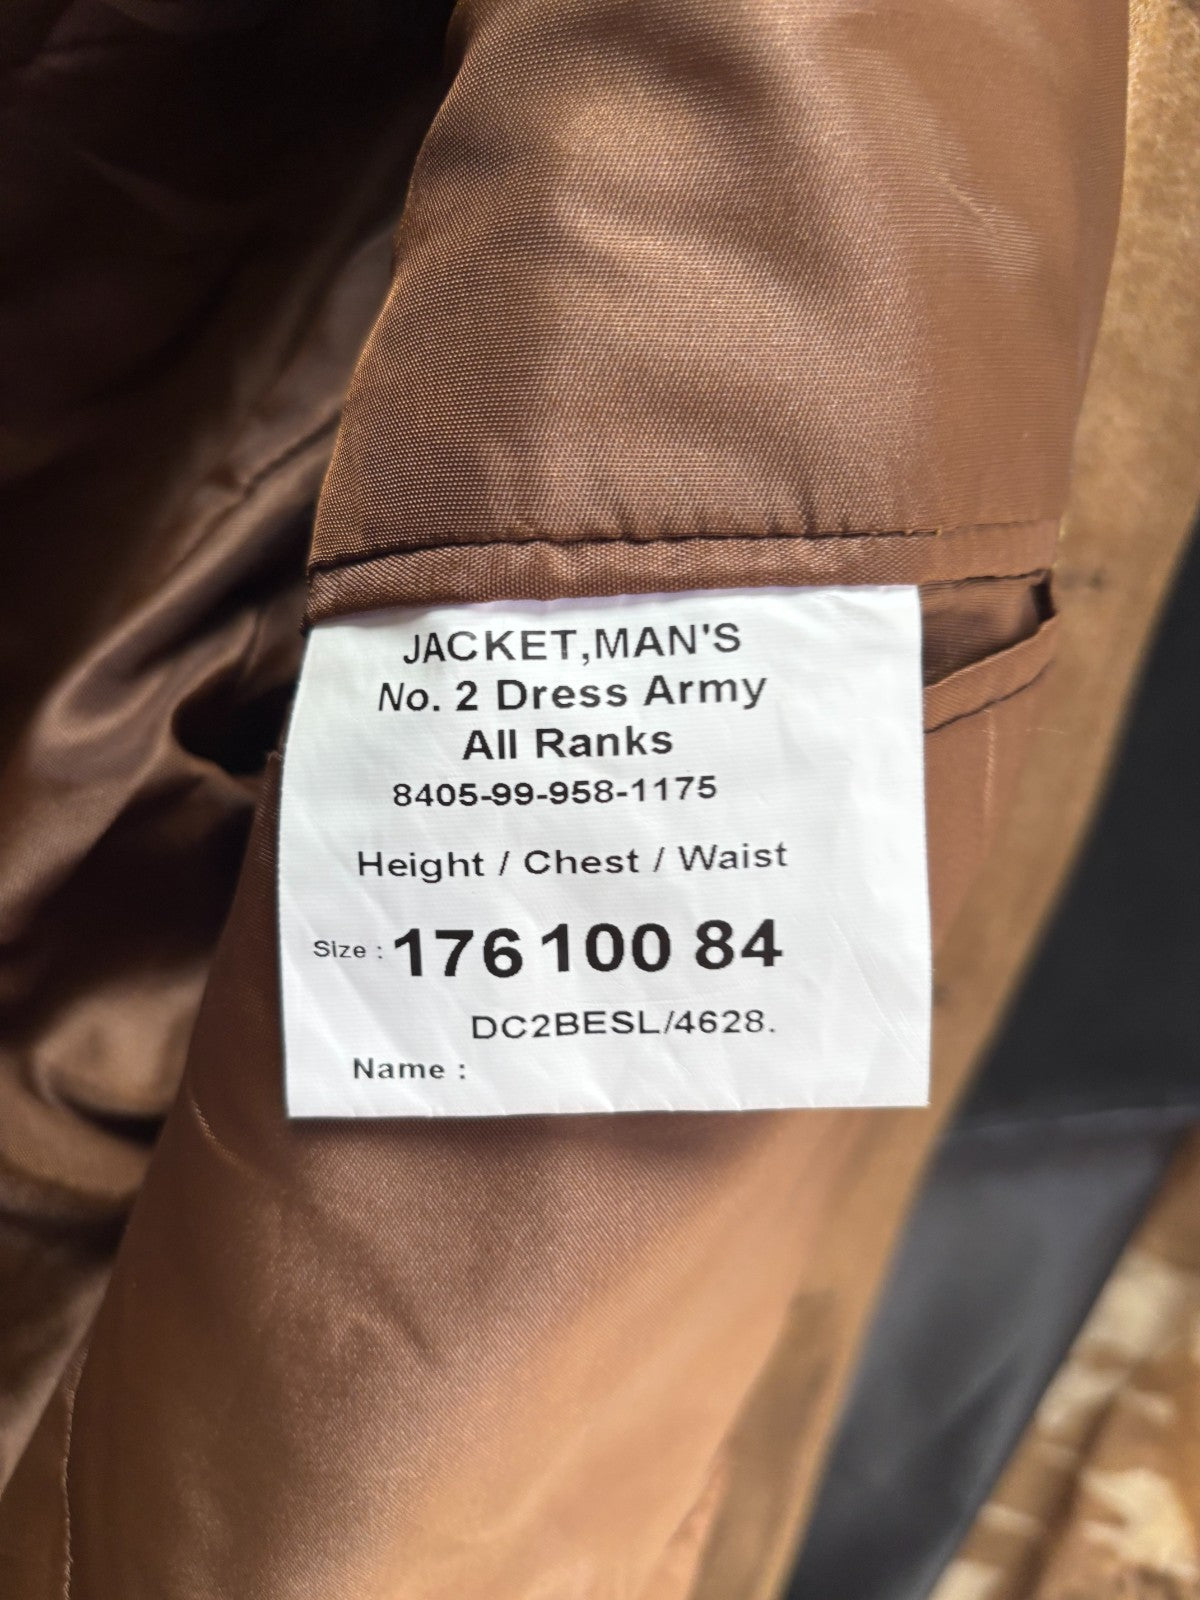 JACKET,MAN'S
No. 2 Dress Army
All Ranks
8405-99-958-1175
Height / Chest / Waist
Size : 176 100 84
DC2BESL/4628.
Name :